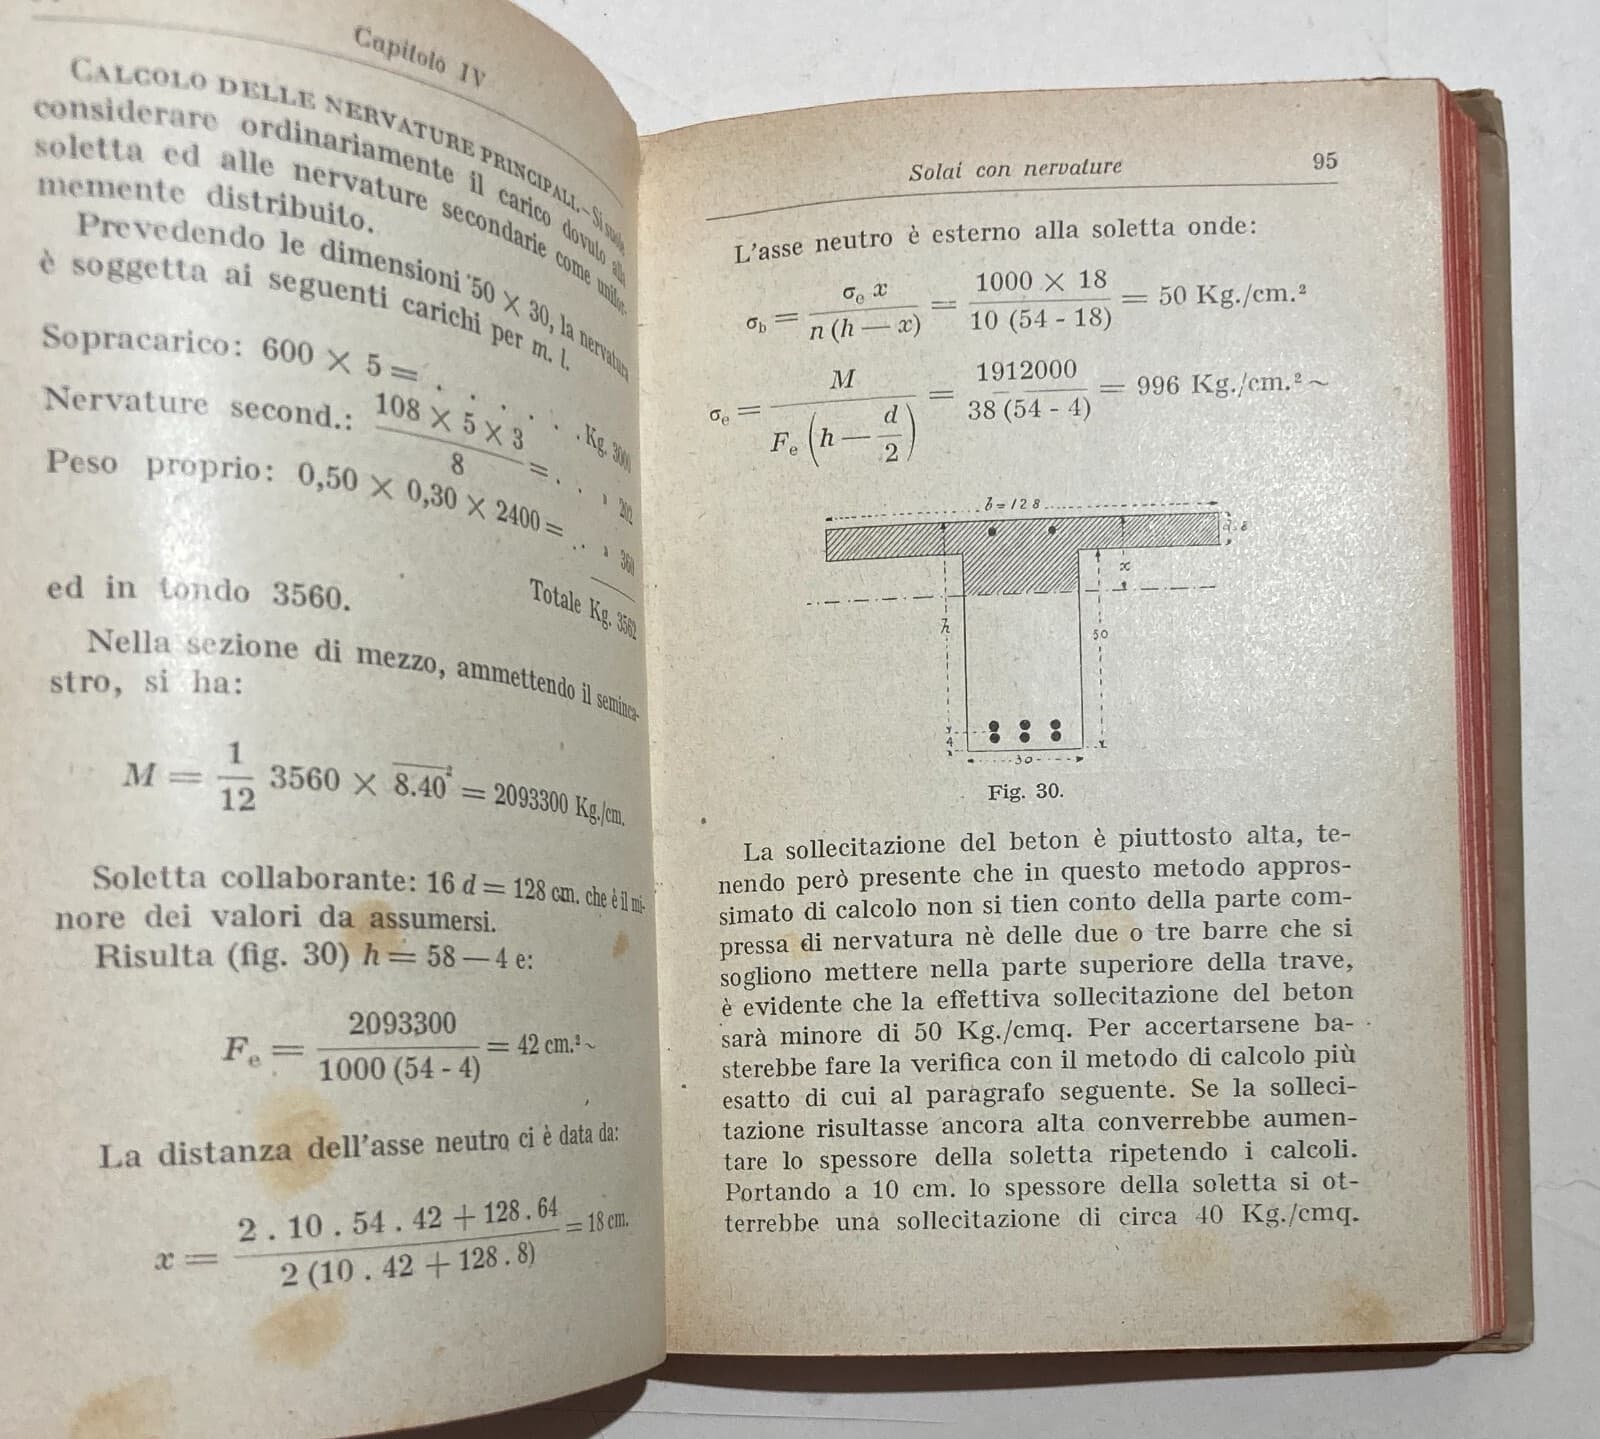 Capitolo IV
CALCOLO DELLE NERVATURE PRINCIPALI. – Si suole
considerare ordinariamente il carico dovuto alla
soletta ed alle nervature secondarie come unifor-
memente distribuito.
Prevedendo le dimensioni 50 × 30, la nervatura
è soggetta ai seguenti carichi per m. l.
Sopracarico: 600 × 5 = . . . . . . Kg. 3000
Nervature second.: (108 × 5 × 3) / 8 = . . » 202
Peso proprio: 0,50 × 0,30 × 2400 = . . » 360
Totale Kg. 3562
ed in tondo 3560.
Nella sezione di mezzo, ammettendo il seminca-
stro, si ha:
M = 1/12 3560 × 8.40² = 2093300 Kg./cm.
Soletta collaborante: 16 d = 128 cm. che è il mi-
nore dei valori da assumersi.
Risulta (fig. 30) h = 58 — 4 e:
Fe = 2093300 / 1000 (54 - 4) = 42 cm.² ~
La distanza dell'asse neutro ci è data da:
x = (2 . 10 . 54 . 42 + 128 . 64) / 2 (10 . 42 + 128 . 8) = 18 cm.
Solai con nervature 95
L'asse neutro è esterno alla soletta onde:
σb = σe x / n (h — x) = 1000 × 18 / 10 (54 - 18) = 50 Kg./cm.²
σe = M / Fe (h — d/2) = 1912000 / 38 (54 - 4) = 996 Kg./cm.² ~
b=128
x
h
50
4
30
Fig. 30.
La sollecitazione del beton è piuttosto alta, te-
nendo però presente che in questo metodo appros-
simato di calcolo non si tien conto della parte com-
pressa di nervatura nè delle due o tre barre che si
sogliono mettere nella parte superiore della trave,
è evidente che la effettiva sollecitazione del beton
sarà minore di 50 Kg./cmq. Per accertarsene ba-
sterebbe fare la verifica con il metodo di calcolo più
esatto di cui al paragrafo seguente. Se la solleci-
tazione risultasse ancora alta converrebbe aumen-
tare lo spessore della soletta ripetendo i calcoli.
Portando a 10 cm. lo spessore della soletta si ot-
terrebbe una sollecitazione di circa 40 Kg./cmq.